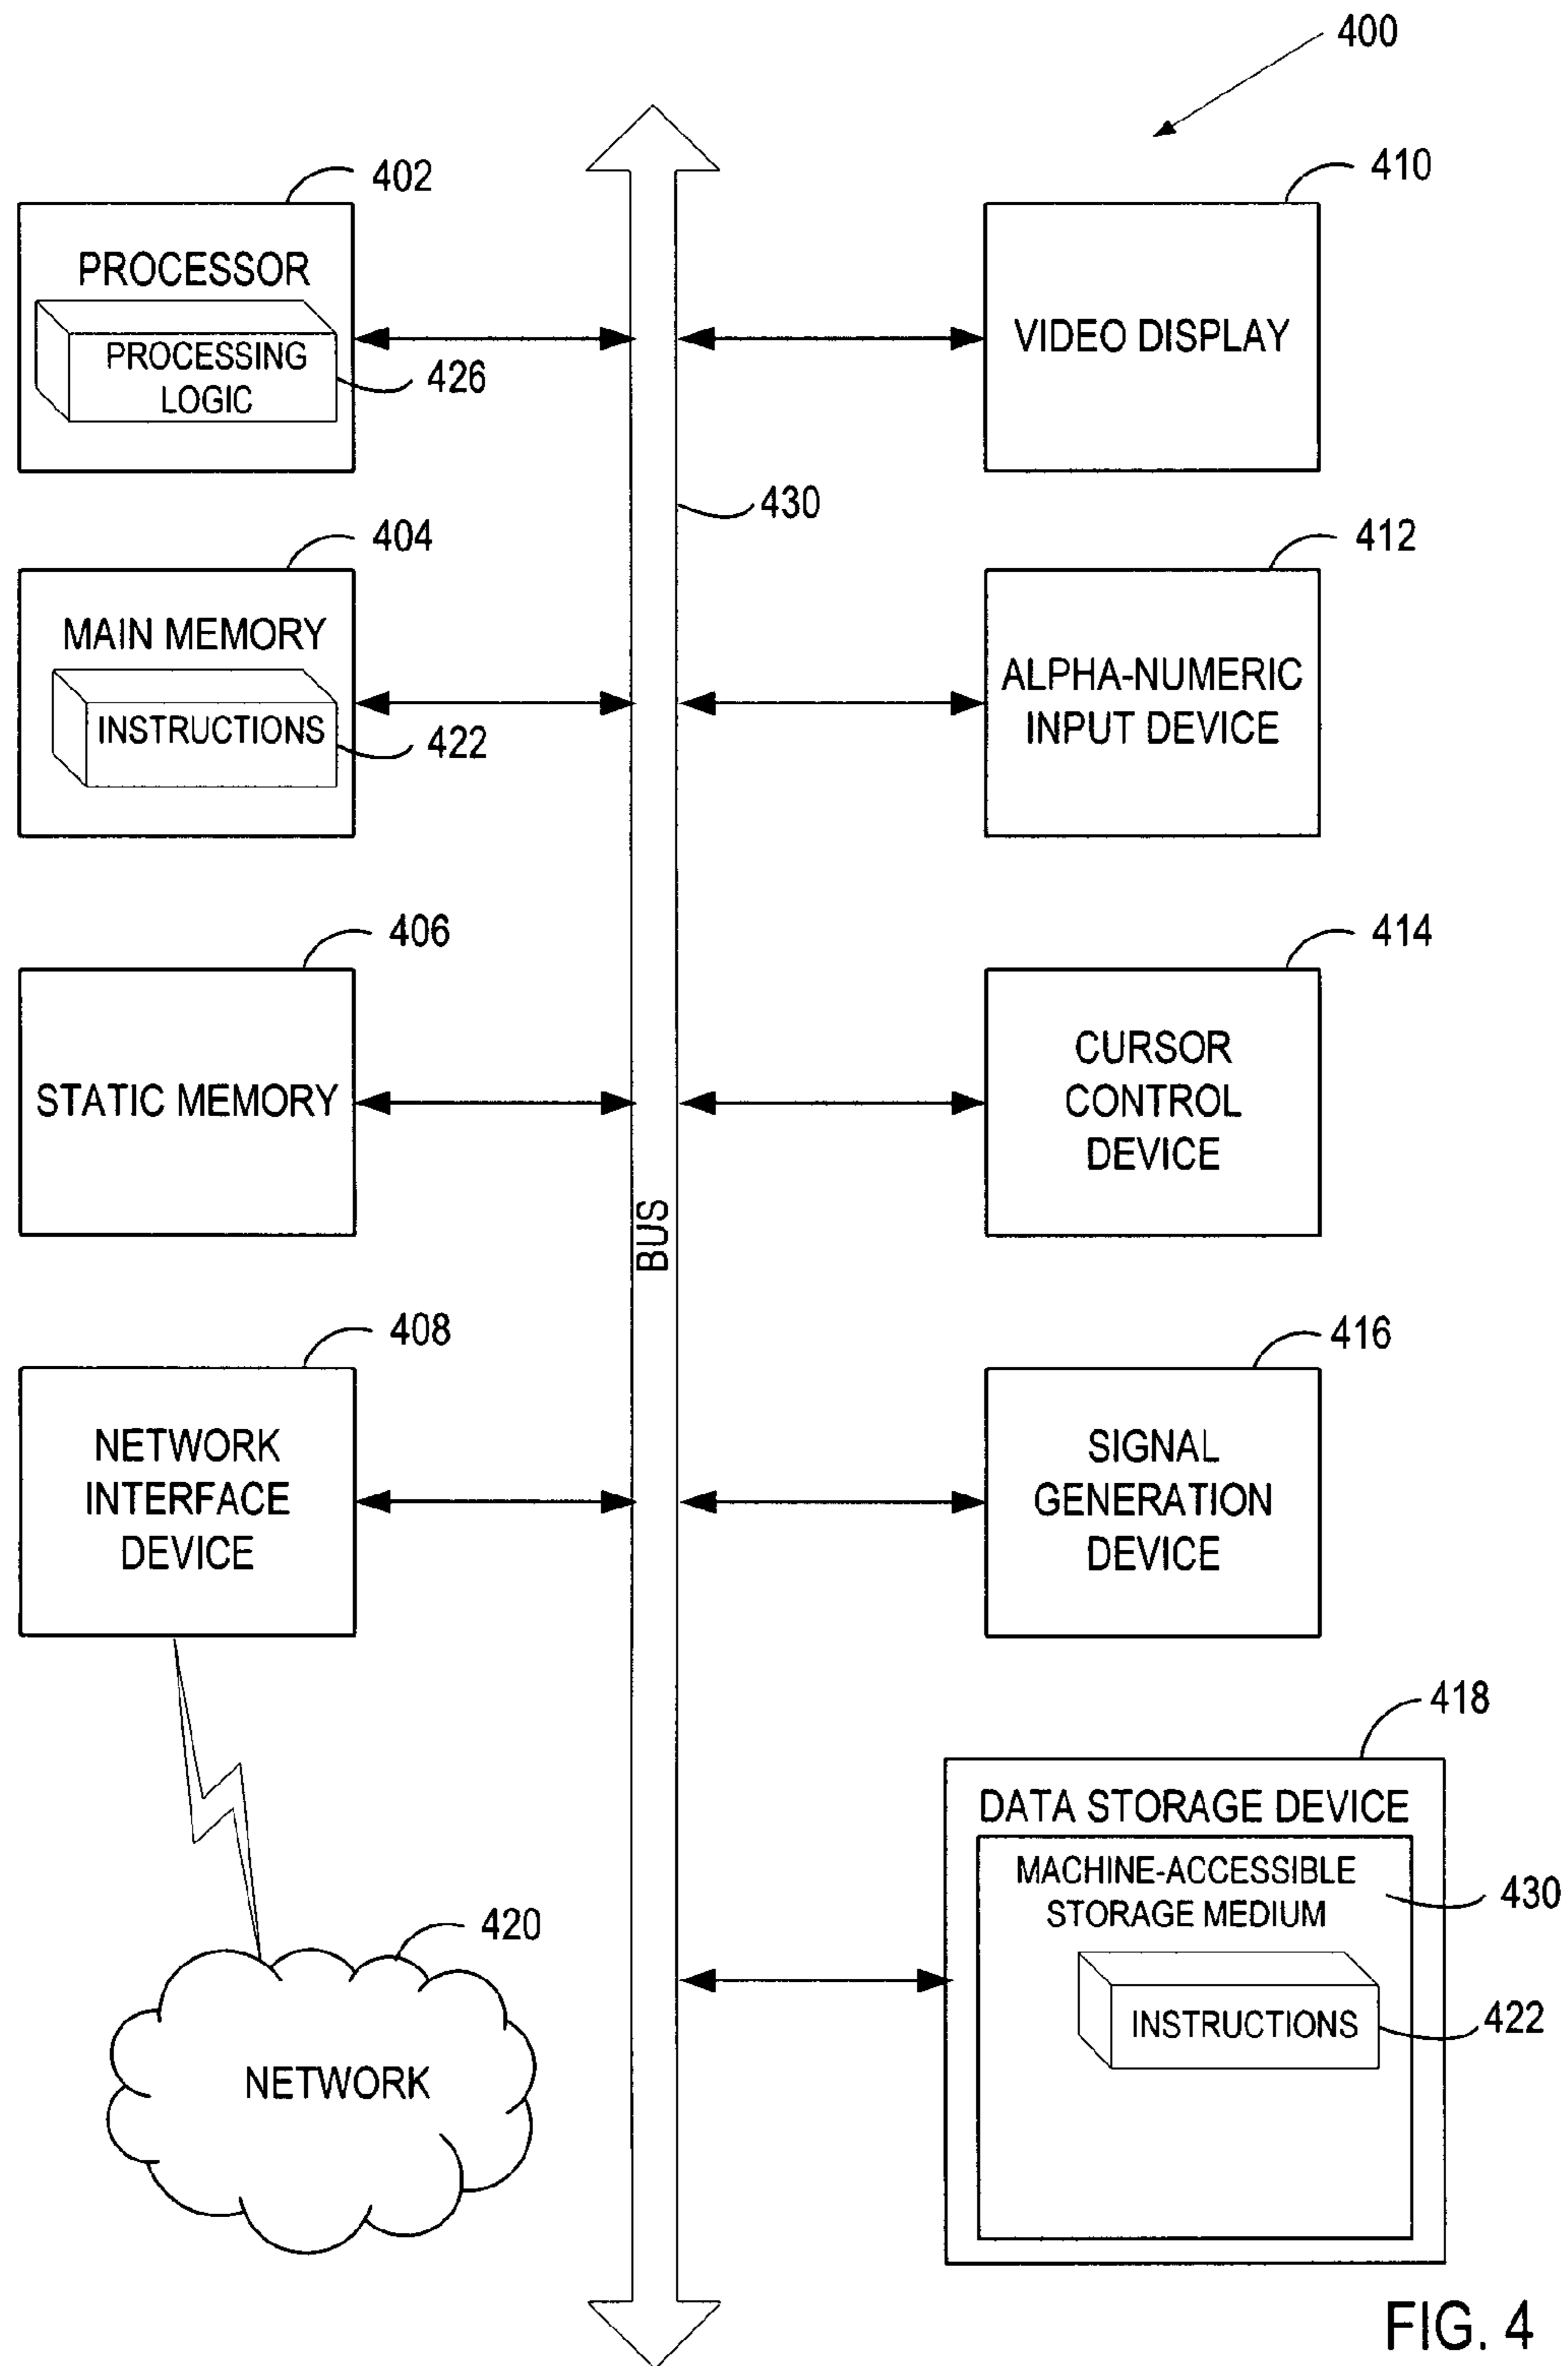 400
402
PROCESSOR
PROCESSING
LOGIC
426
404
MAIN MEMORY
INSTRUCTIONS
422
406
STATIC MEMORY
408
NETWORK
INTERFACE
DEVICE
420
NETWORK
430
BUS
410
VIDEO DISPLAY
412
ALPHA-NUMERIC
INPUT DEVICE
414
CURSOR
CONTROL
DEVICE
416
SIGNAL
GENERATION
DEVICE
418
DATA STORAGE DEVICE
MACHINE-ACCESSIBLE
STORAGE MEDIUM
430
INSTRUCTIONS
422
FIG. 4